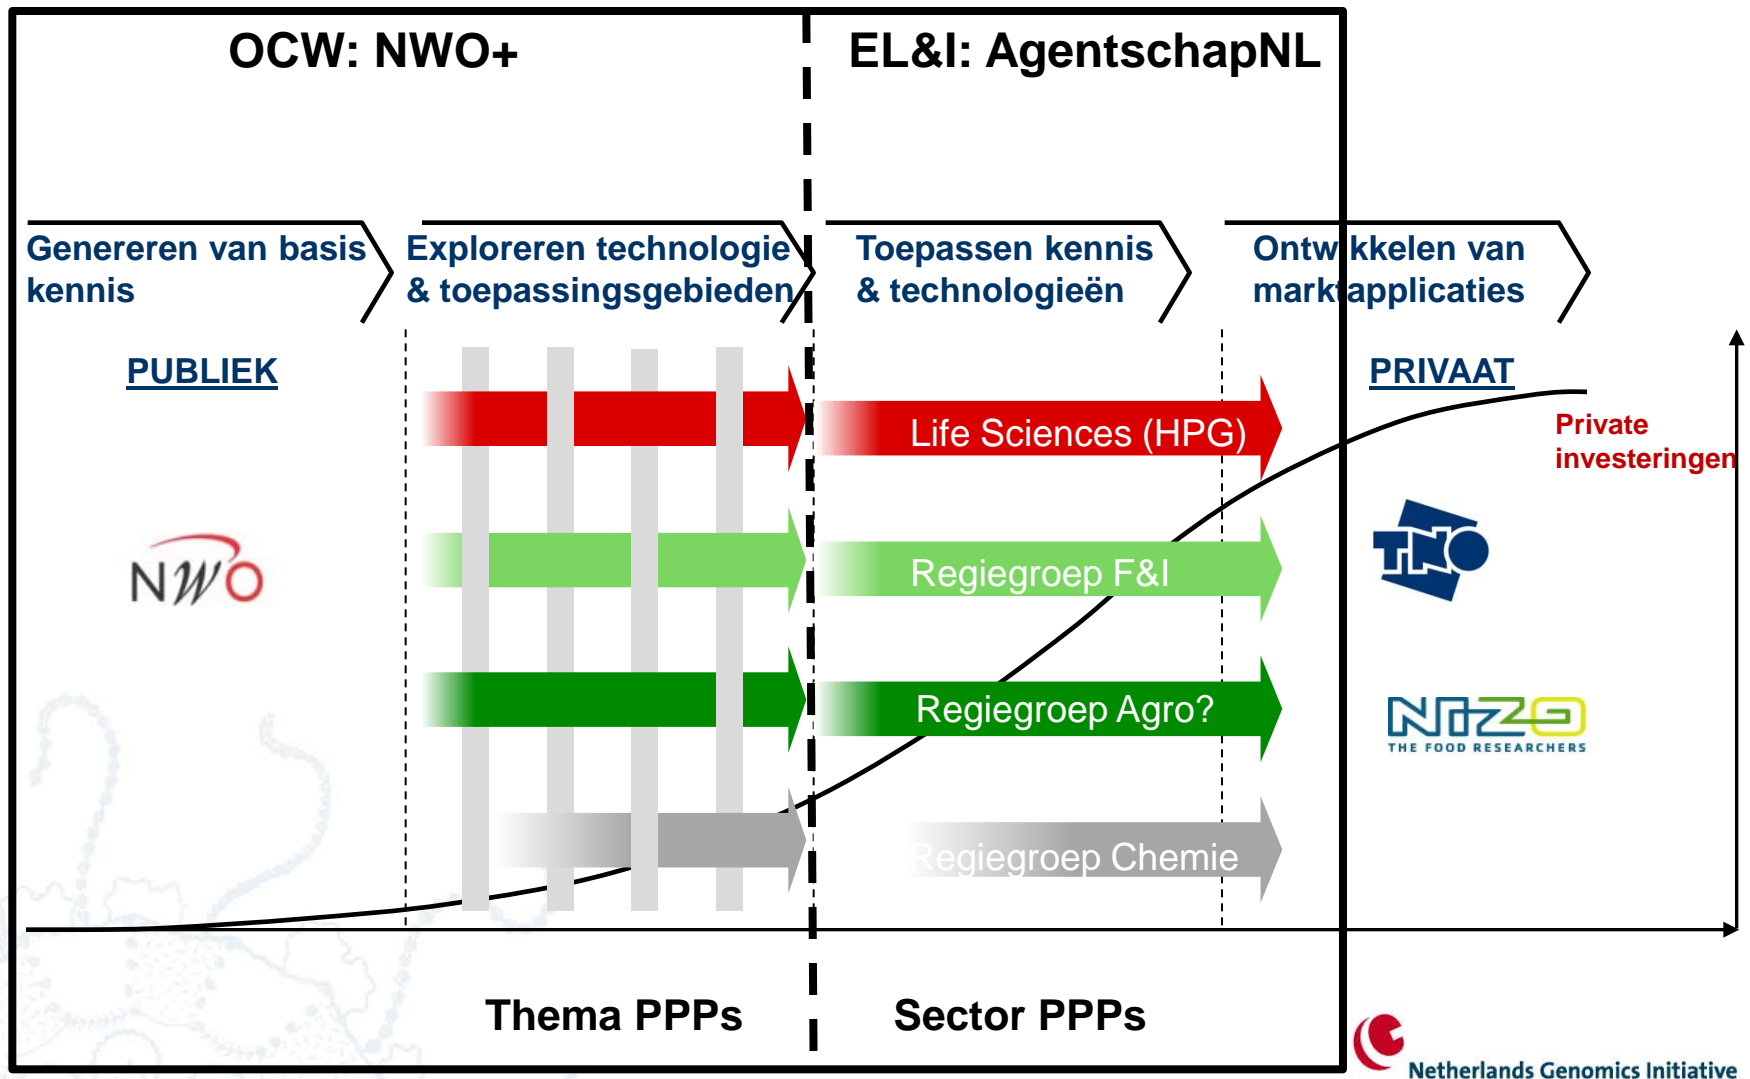 OCW: NWO+
EL&I: AgentschapNL
Genereren van basis
kennis
Exploreren technologie
& toepassingsgebieden
Toepassen kennis
& technologieën
Ontwikkelen van
marktapplicaties
PUBLIEK
PRIVAAT
Private
investeringen
Life Sciences (HPG)
NWO
Regiegroep F&I
TNO
Regiegroep Agro?
NIZO
THE FOOD RESEARCHERS
Regiegroep Chemie
Thema PPPs
Sector PPPs
Netherlands Genomics Initiative